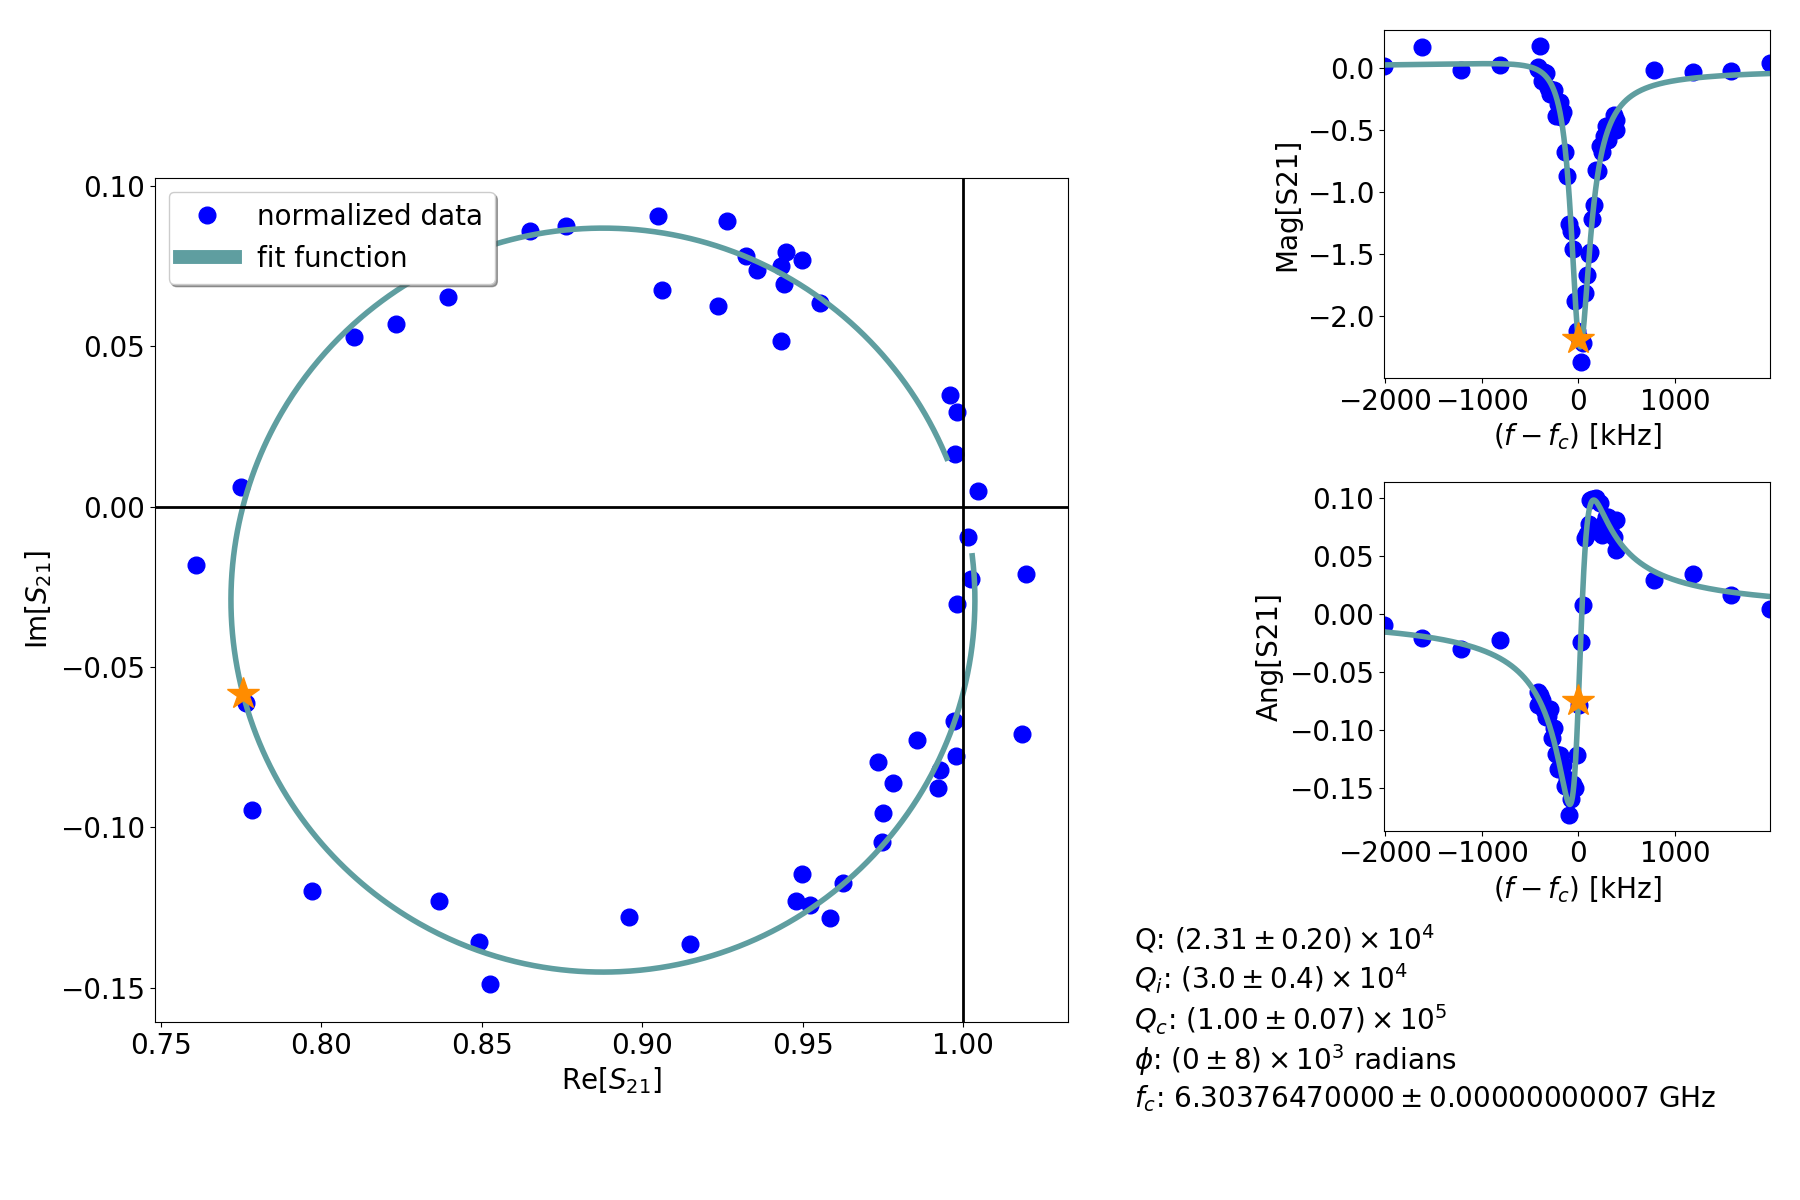 normalized data
fit function
0.10
0.05
0.00
−0.05
−0.10
−0.15
Im[S21]
0.75 0.80 0.85 0.90 0.95 1.00
Re[S21]
0.0
−0.5
−1.0
−1.5
−2.0
Mag[S21]
−2000 −1000 0 1000
(f − fc) [kHz]
0.10
0.05
0.00
−0.05
−0.10
−0.15
Ang[S21]
−2000 −1000 0 1000
(f − fc) [kHz]
Q: (2.31 ± 0.20) × 10^4
Qi: (3.0 ± 0.4) × 10^4
Qc: (1.00 ± 0.07) × 10^5
ϕ: (0 ± 8) × 10^3 radians
fc: 6.30376470000 ± 0.00000000007 GHz